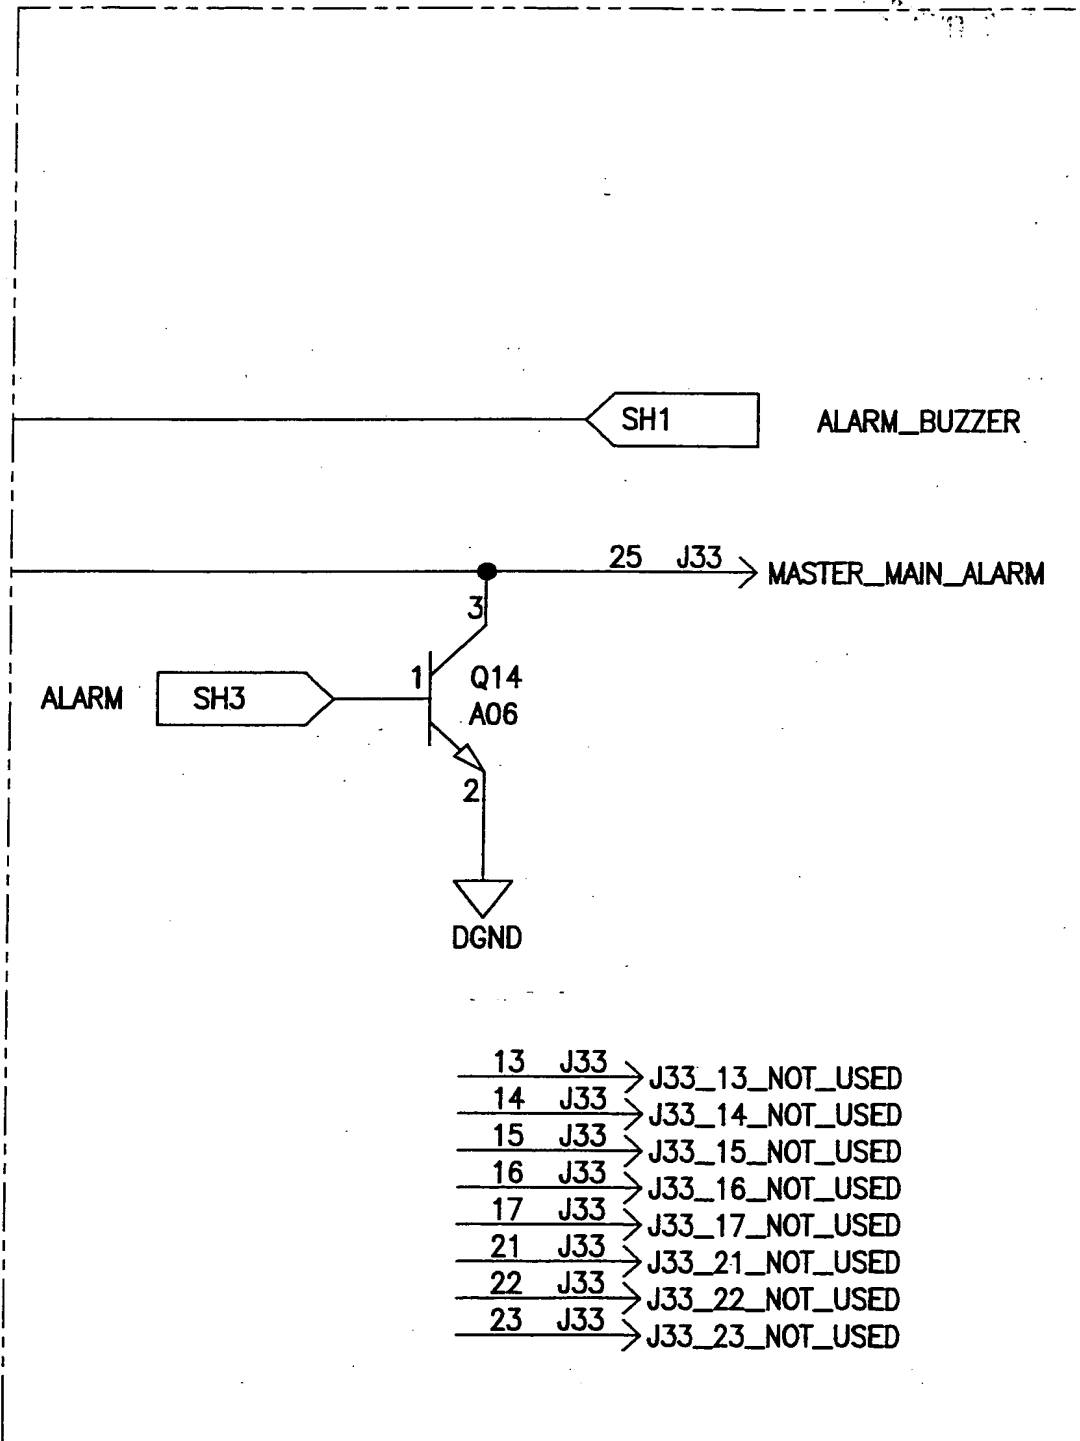 SH1 ALARM_BUZZER
25 J33 MASTER_MAIN_ALARM
3
ALARM SH3 1 Q14
A06
2
DGND
13 J33 J33_13_NOT_USED
14 J33 J33_14_NOT_USED
15 J33 J33_15_NOT_USED
16 J33 J33_16_NOT_USED
17 J33 J33_17_NOT_USED
21 J33 J33_21_NOT_USED
22 J33 J33_22_NOT_USED
23 J33 J33_23_NOT_USED